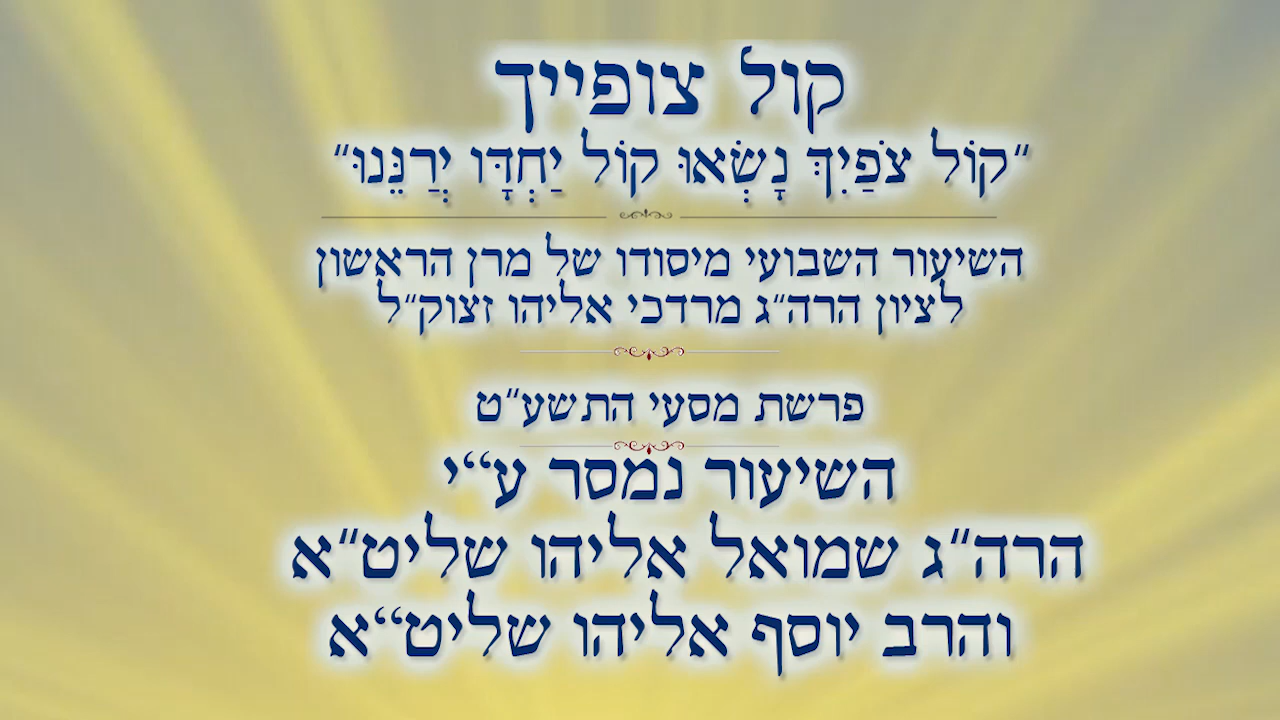 קול צופייך
"קוֹל צֹפַיִךְ נָשְׂאוּ קוֹל יַחְדָּו יְרַנֵּנוּ"
השיעור השבועי מיסודו של מרן הראשון
לציון הרה"ג מרדכי אליהו זצוק"ל
פרשת מסעי התשע"ט
השיעור נמסר ע"י
הרה"ג שמואל אליהו שליט"א
והרב יוסף אליהו שליט"א